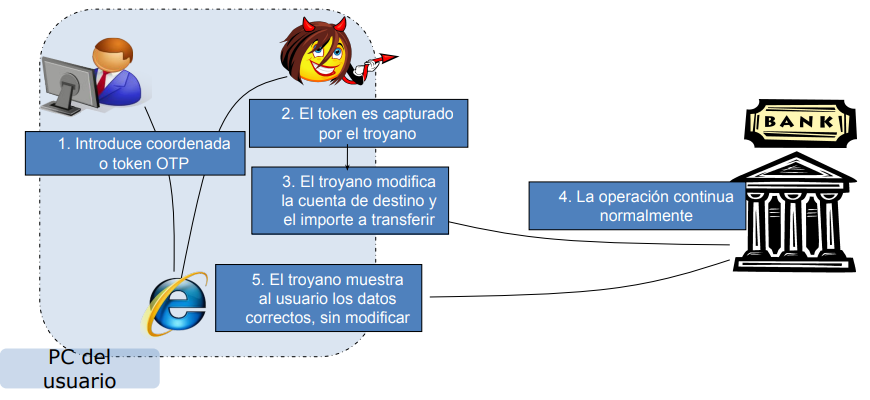 BANK
1. Introduce coordenada
o token OTP
2. El token es capturado
por el troyano
3. El troyano modifica
la cuenta de destino y
el importe a transferir
4. La operación continua
normalmente
5. El troyano muestra
al usuario los datos
correctos, sin modificar
PC del
usuario